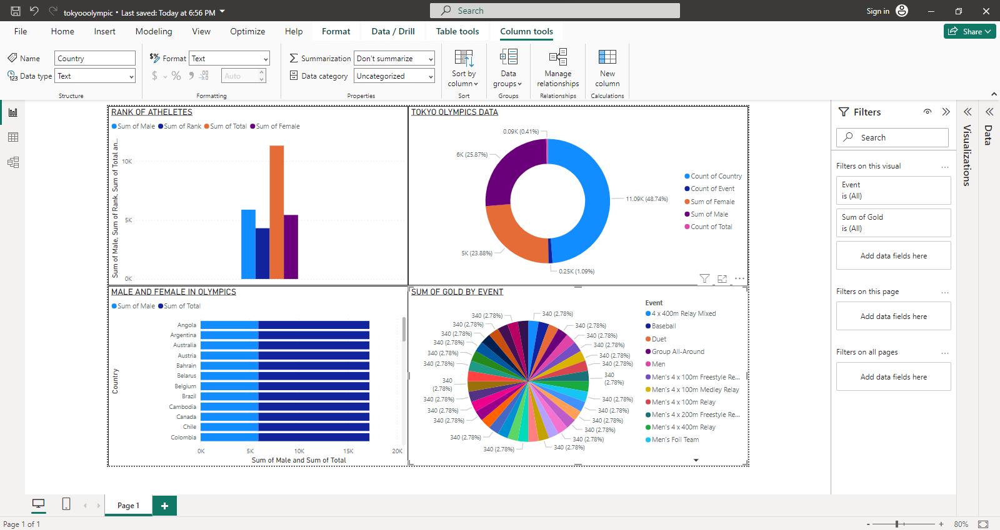 tokyooolympic • Last saved: Today at 6:56 PM
Search
Sign in
File Home Insert Modeling View Optimize Help Format Data / Drill Table tools Column tools
Share
Name Country
Data type Text
Structure
Format Text
$ % Auto
Formatting
Summarization Don't summarize
Data category Uncategorized
Properties
Sort by column
Sort
Data groups
Groups
Manage relationships
Relationships
New column
Calculations
RANK OF ATHELETES
Sum of Male Sum of Rank Sum of Total Sum of Female
Sum of Male, Sum of Rank, Sum of Total an...
10K
5K
0K
TOKYO OLYMPICS DATA
0.09K (0.41%)
6K (25.87%)
11.09K (48.74%)
5K (23.88%)
0.25K (1.09%)
Count of Country
Count of Event
Sum of Female
Sum of Male
Count of Total
MALE AND FEMALE IN OLYMPICS
Sum of Male Sum of Total
Country
Angola
Argentina
Australia
Austria
Bahrain
Belarus
Belgium
Brazil
Cambodia
Canada
Chile
Colombia
0K 5K 10K 15K 20K
Sum of Male and Sum of Total
SUM OF GOLD BY EVENT
340 (2.78%) 340 (2.78%)
340 (2.78%) 340 (2.78%)
340 (2.78%) 340 (2.78%)
340 (2.78%) 340 (2.78%)
340 (2.78%) 340 (2.78%)
340 (2.78%) 340 (2.78%)
340 (2.78%) 340 (2.78%)
340 (2.78%) 340 (2.78%)
340 (2.78%) 340 (2.78%)
340 (2.78%) 340 (2.78%)
340 (2.78%) 340 (2.78%)
340 (2.78%) 340 (2.78%)
340 (2.78%)
Event
4 x 400m Relay Mixed
Baseball
Duet
Group All-Around
Men
Men's 4 x 100m Freestyle Re...
Men's 4 x 100m Medley Relay
Men's 4 x 100m Relay
Men's 4 x 200m Freestyle Re...
Men's 4 x 400m Relay
Men's Foil Team
Filters
Search
Filters on this visual ...
Event
is (All)
Sum of Gold
is (All)
Add data fields here
Filters on this page ...
Add data fields here
Filters on all pages ...
Add data fields here
Visualizations
Data
Page 1
+
Page 1 of 1
- + 80%